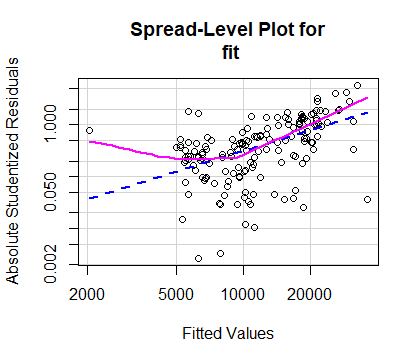 Spread-Level Plot for
fit
Absolute Studentized Residuals
1.000
0.050
0.002
2000 5000 10000 20000
Fitted Values